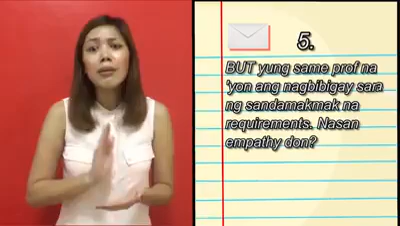 5.
BUT yung same prof na
'yon ang nagbibigay sara
ng sandamakmak na
requirements. Nasan
empathy don?